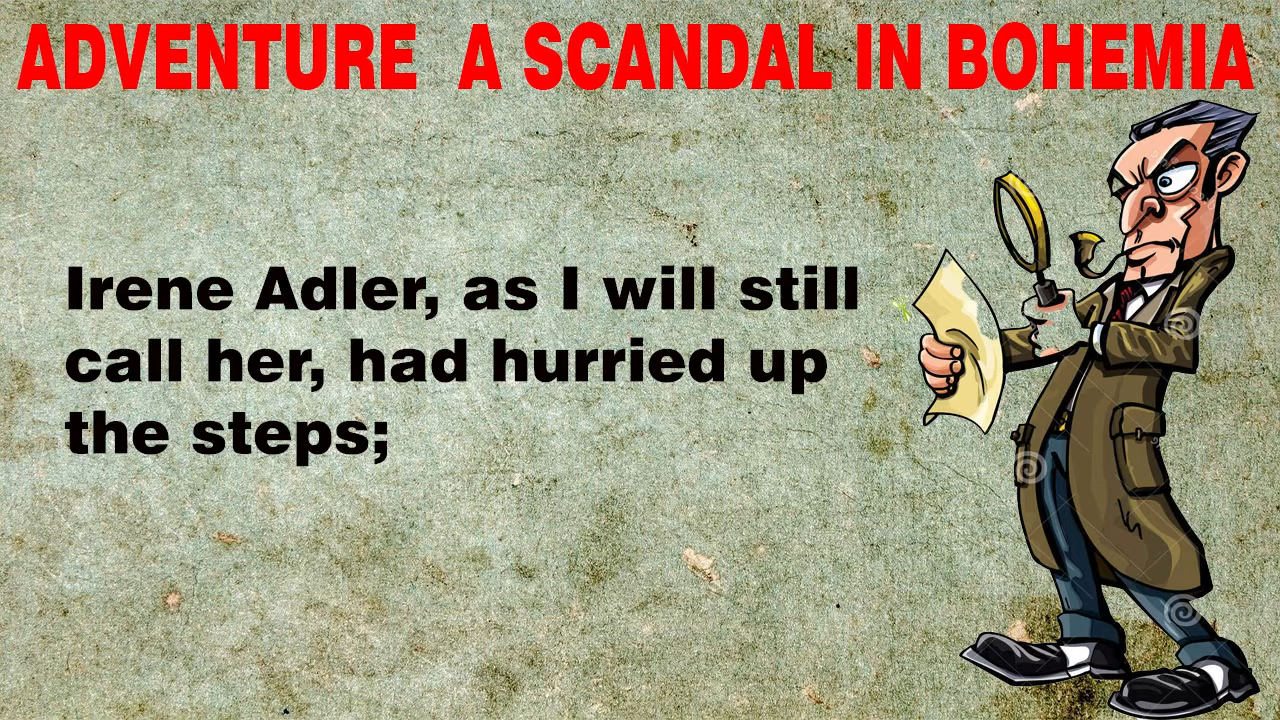 ADVENTURE A SCANDAL IN BOHEMIA
Irene Adler, as I will still
call her, had hurried up
the steps;